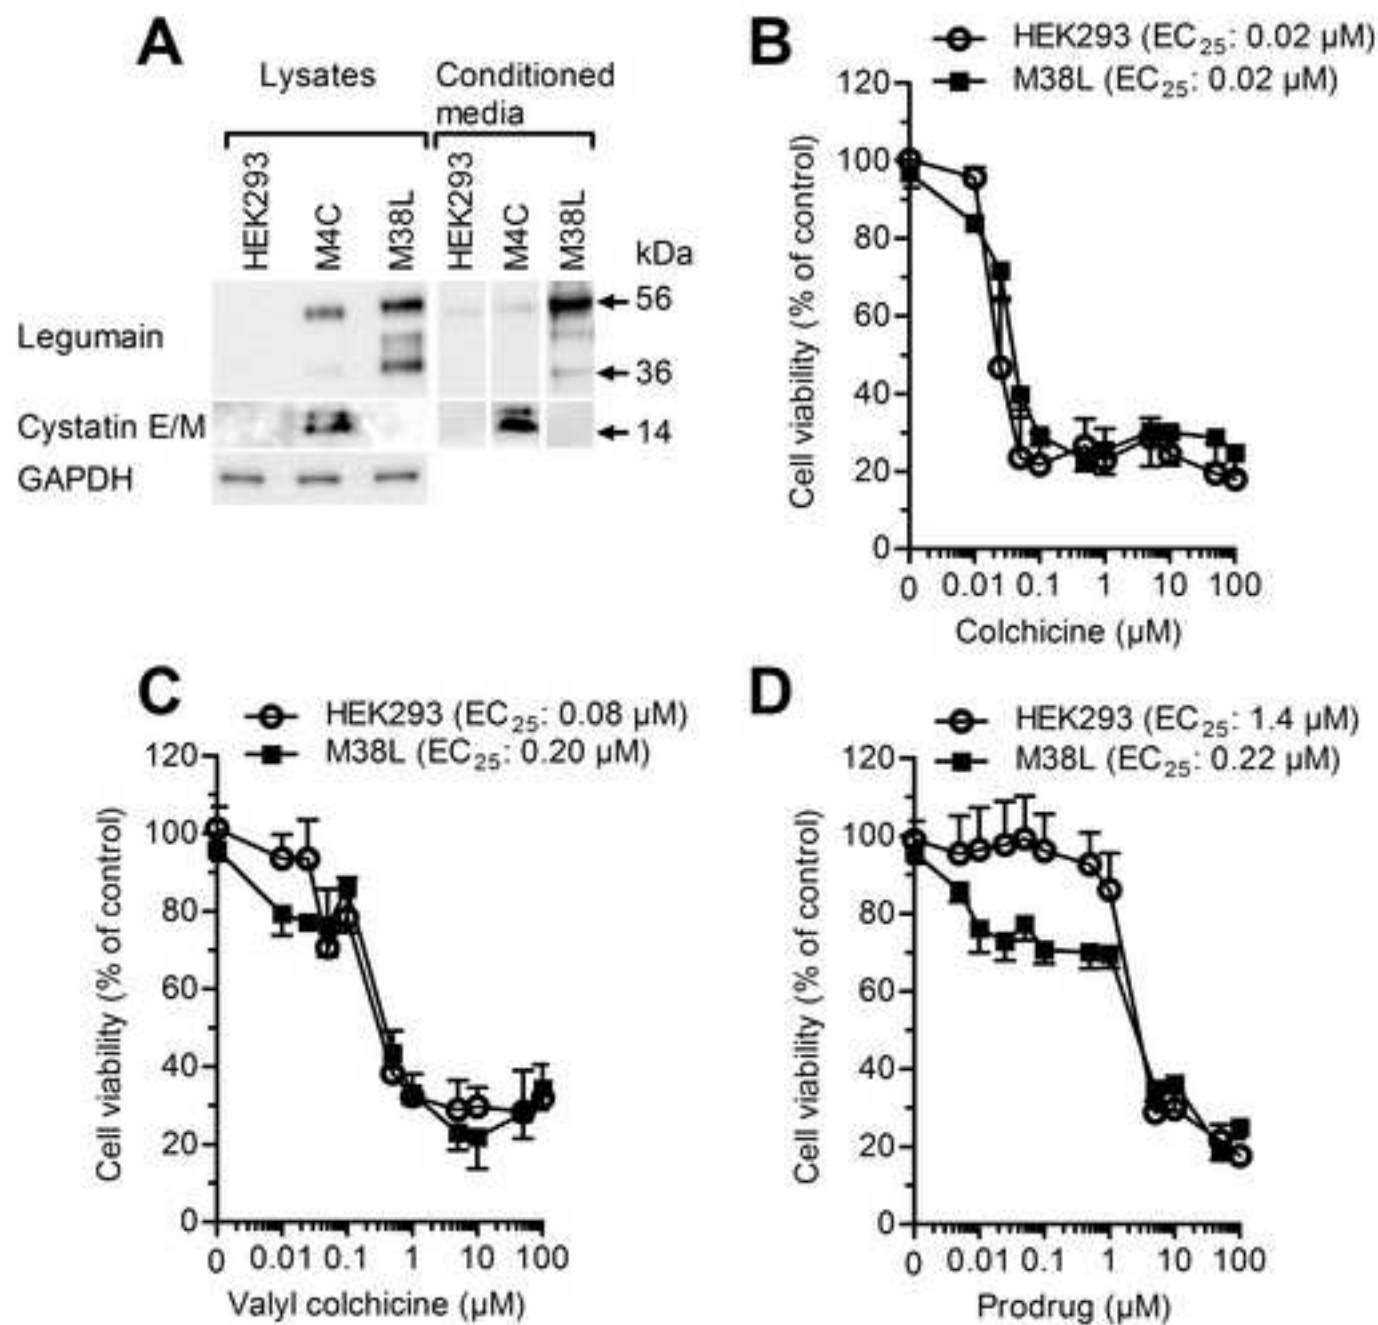 A
Lysates
Conditioned
media
HEK293
M4C
M38L
HEK293
M4C
M38L
kDa
Legumain
56
36
Cystatin E/M
14
GAPDH
B
HEK293 (EC₂₅: 0.02 µM)
M38L (EC₂₅: 0.02 µM)
Cell viability (% of control)
120
100
80
60
40
20
0
0 0.01 0.1 1 10 100
Colchicine (µM)
C
HEK293 (EC₂₅: 0.08 µM)
M38L (EC₂₅: 0.20 µM)
Cell viability (% of control)
120
100
80
60
40
20
0
0 0.01 0.1 1 10 100
Valyl colchicine (µM)
D
HEK293 (EC₂₅: 1.4 µM)
M38L (EC₂₅: 0.22 µM)
Cell viability (% of control)
120
100
80
60
40
20
0
0 0.01 0.1 1 10 100
Prodrug (µM)